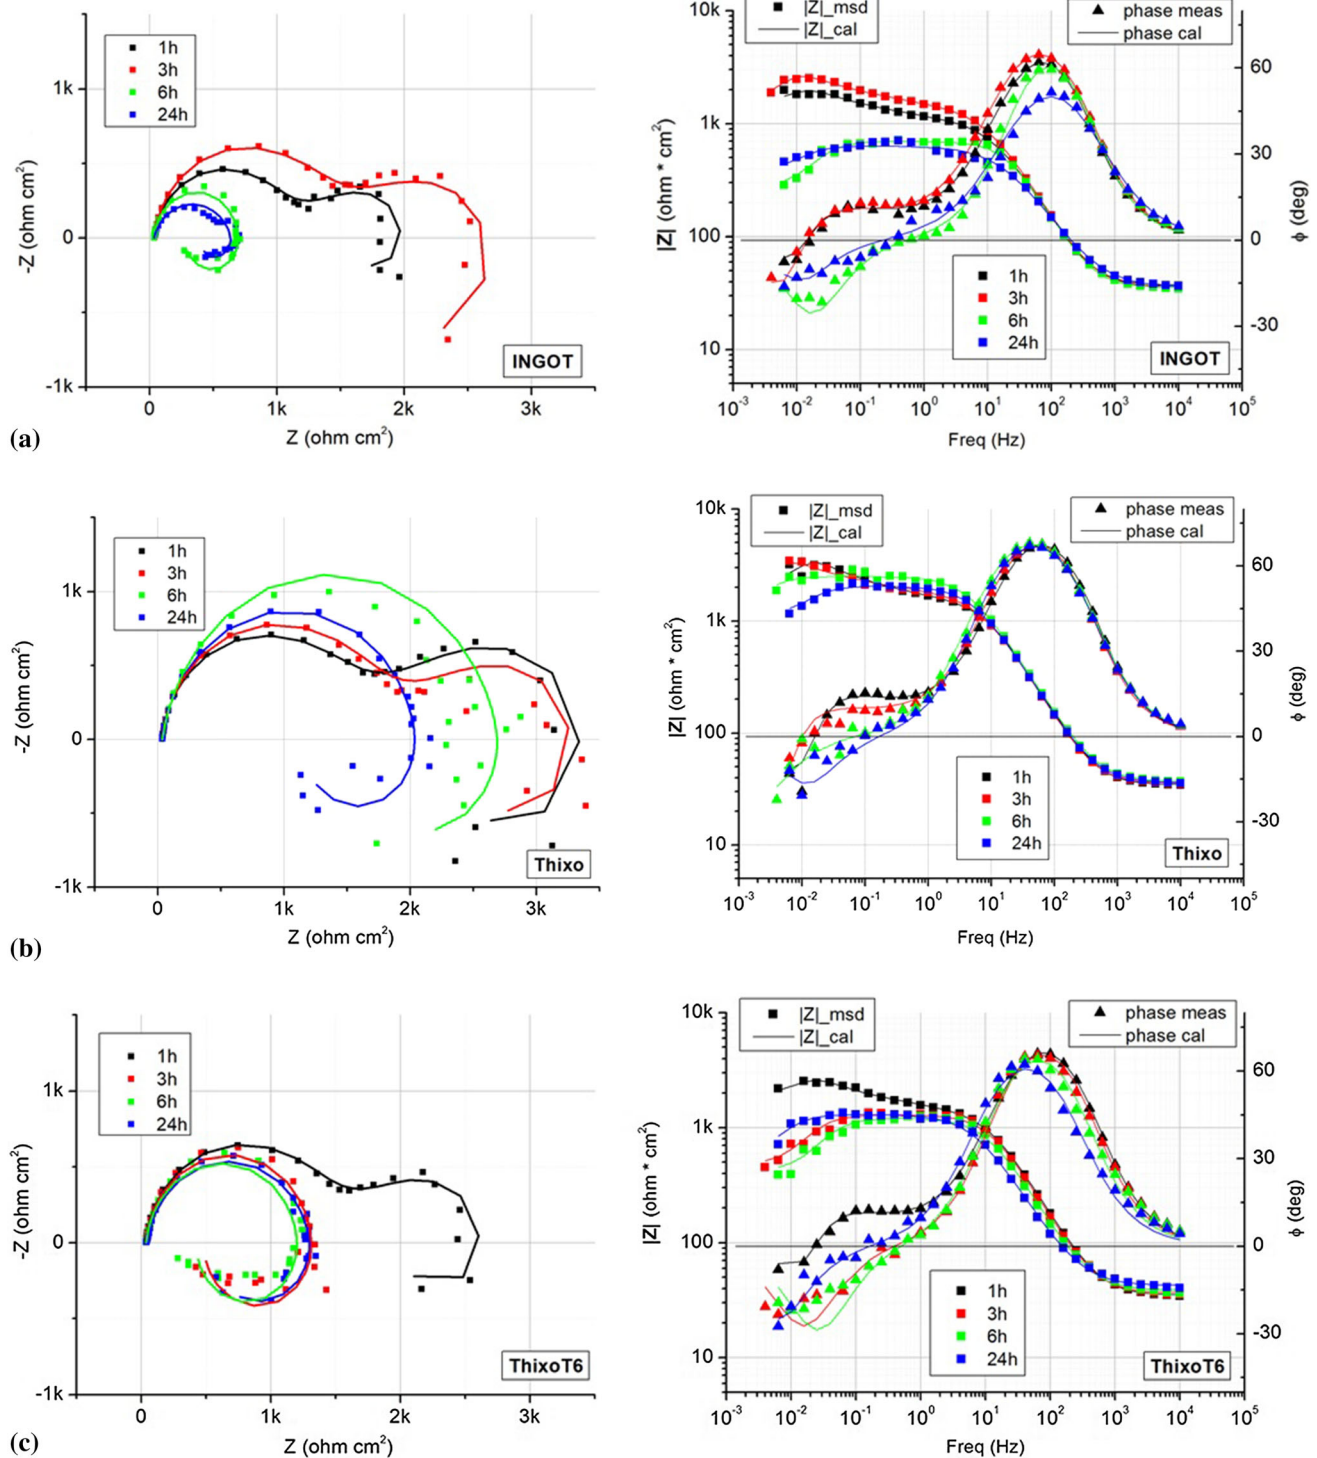 1h
3h
6h
24h
1k
0
-1k
-Z (ohm cm²)
INGOT
0 1k 2k 3k
Z (ohm cm²)
(a)
|Z|_msd
|Z|_cal
phase meas
phase cal
10k
1k
100
10
|Z| (ohm * cm²)
60
30
0
-30
ϕ (deg)
1h
3h
6h
24h
INGOT
10⁻³ 10⁻² 10⁻¹ 10⁰ 10¹ 10² 10³ 10⁴ 10⁵
Freq (Hz)
1h
3h
6h
24h
1k
0
-1k
-Z (ohm cm²)
Thixo
0 1k 2k 3k
Z (ohm cm²)
(b)
|Z|_msd
|Z|_cal
phase meas
phase cal
10k
1k
100
10
|Z| (ohm * cm²)
60
30
0
-30
ϕ (deg)
1h
3h
6h
24h
Thixo
10⁻³ 10⁻² 10⁻¹ 10⁰ 10¹ 10² 10³ 10⁴ 10⁵
Freq (Hz)
1h
3h
6h
24h
1k
0
-1k
-Z (ohm cm²)
ThixoT6
0 1k 2k 3k
Z (ohm cm²)
(c)
|Z|_msd
|Z|_cal
phase meas
phase cal
10k
1k
100
10
|Z| (ohm * cm²)
60
30
0
-30
ϕ (deg)
1h
3h
6h
24h
ThixoT6
10⁻³ 10⁻² 10⁻¹ 10⁰ 10¹ 10² 10³ 10⁴ 10⁵
Freq (Hz)